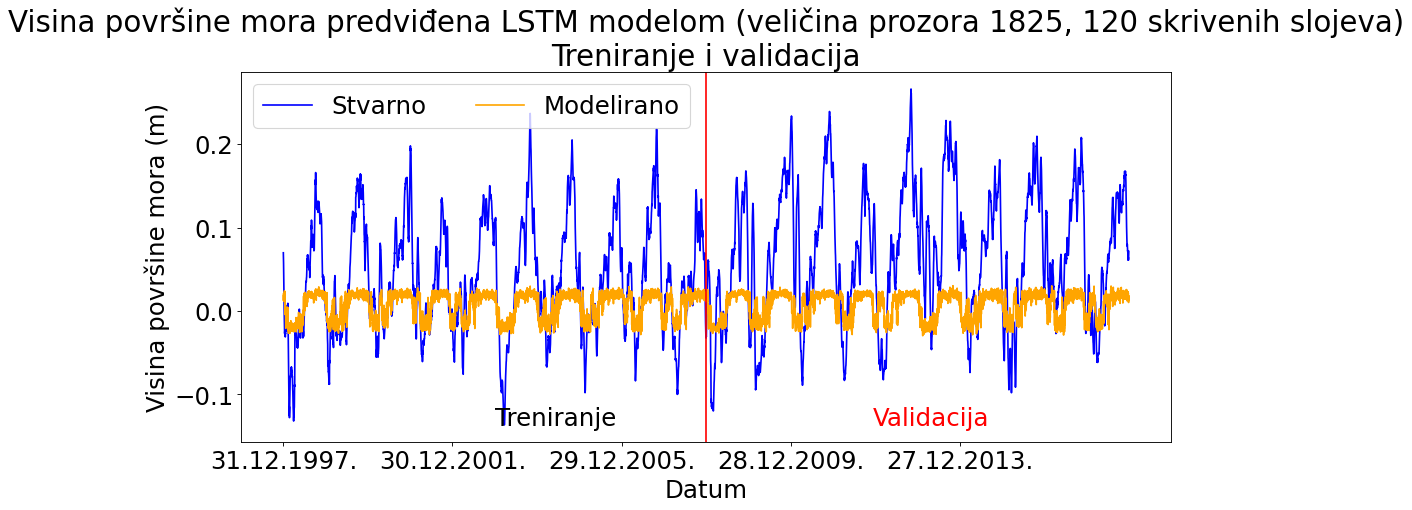 Visina površine mora predviđena LSTM modelom (veličina prozora 1825, 120 skrivenih slojeva)
Treniranje i validacija
Stvarno
Modelirano
Visina površine mora (m)
0.2
0.1
0.0
−0.1
Treniranje
Validacija
31.12.1997.
30.12.2001.
29.12.2005.
28.12.2009.
27.12.2013.
Datum